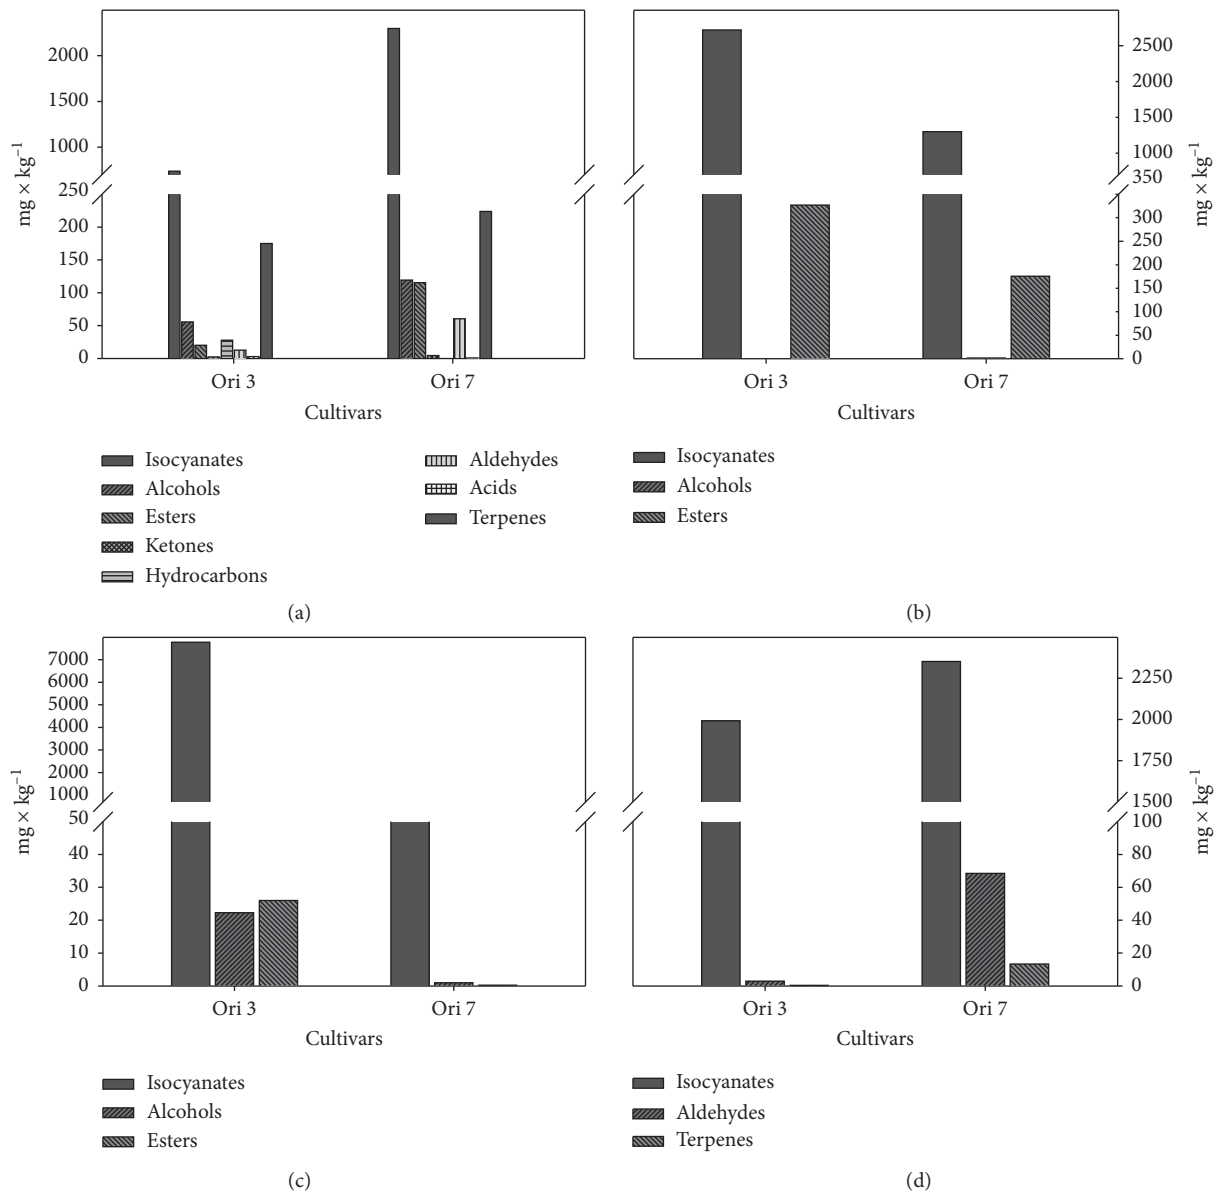 2000
1500
1000
250
200
150
100
50
0
mg × kg⁻¹
Ori 3
Ori 7
Cultivars
Isocyanates
Alcohols
Esters
Ketones
Hydrocarbons
Aldehydes
Acids
Terpenes
(a)
2500
2000
1500
1000
350
300
250
200
150
100
50
0
mg × kg⁻¹
Ori 3
Ori 7
Cultivars
Isocyanates
Alcohols
Esters
(b)
7000
6000
5000
4000
3000
2000
1000
50
40
30
20
10
0
mg × kg⁻¹
Ori 3
Ori 7
Cultivars
Isocyanates
Alcohols
Esters
(c)
2250
2000
1750
1500
100
80
60
40
20
0
mg × kg⁻¹
Ori 3
Ori 7
Cultivars
Isocyanates
Aldehydes
Terpenes
(d)